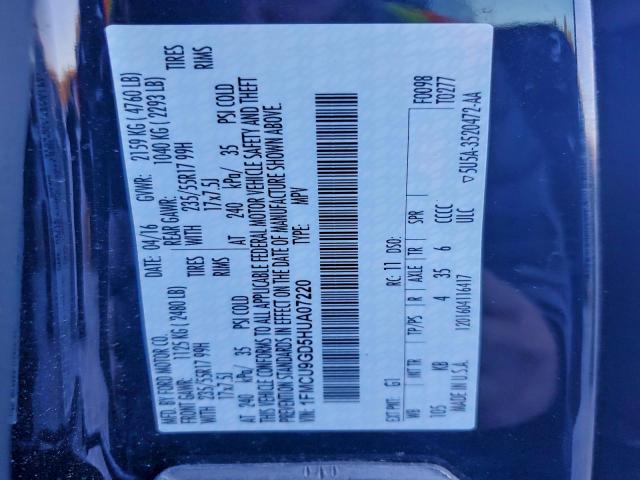 MFD. BY FORD MOTOR CO.
DATE: 04/16 GVWR: 2159 KG ( 4760 LB)
FRONT GAWR: 1125 KG ( 2480 LB) REAR GAWR: 1040 KG ( 2293 LB)
235/55R17 99H TIRES WITH 235/55R17 99H TIRES
17x7.5J RIMS 17x7.5J RIMS
AT 240 kPa/ 35 PSI COLD AT 240 kPa/ 35 PSI COLD
THIS VEHICLE CONFORMS TO ALL APPLICABLE FEDERAL MOTOR VEHICLE SAFETY AND THEFT
PREVENTION STANDARDS IN EFFECT ON THE DATE OF MANUFACTURE SHOWN ABOVE.
VIN: 1FMCU9GD5HUA07220 TYPE: MPV
F0098
T0277
EXT PNT: G1 RC: 11 DSO:
WB INT TR TP/PS R AXLE TR SPR
105 KB 4 35 6 CCCC
ULC
MADE IN U.S.A. 1201604116417 ▽5U5A-3520472-AA